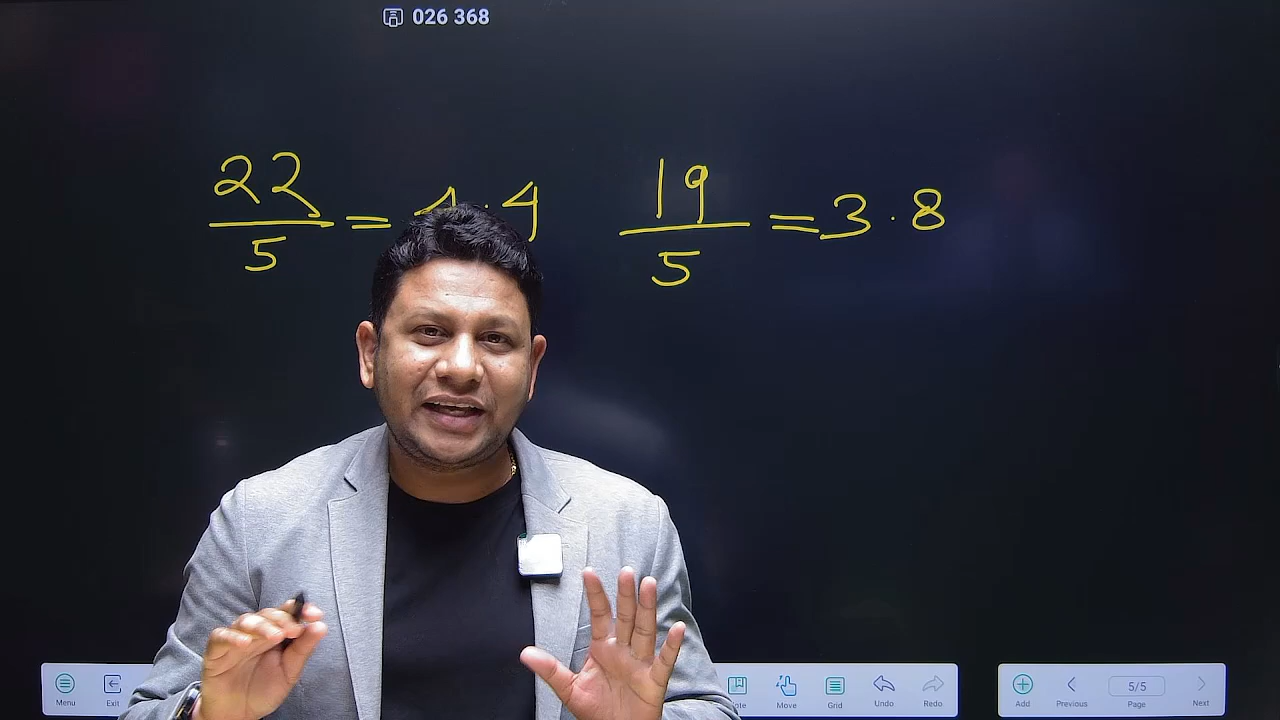 026 368
22/5 = 4.4
19/5 = 3.8
Menu
Exit
Move
Grid
Undo
Redo
Add
Previous
5/5
Page
Next